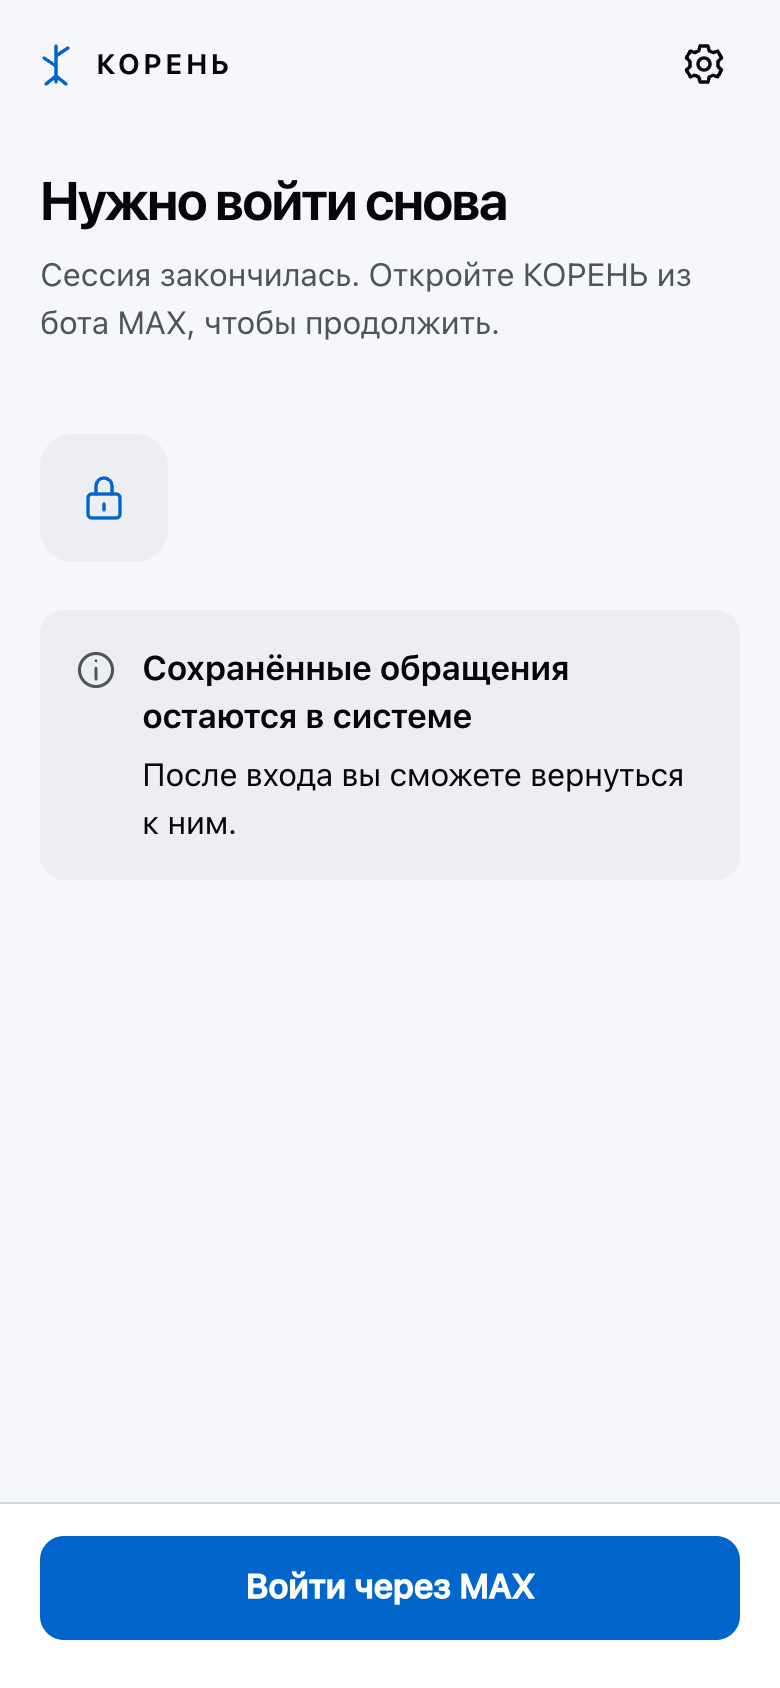 КОРЕНЬ
Нужно войти снова
Сессия закончилась. Откройте КОРЕНЬ из
бота MAX, чтобы продолжить.
Сохранённые обращения
остаются в системе
После входа вы сможете вернуться
к ним.
Войти через MAX